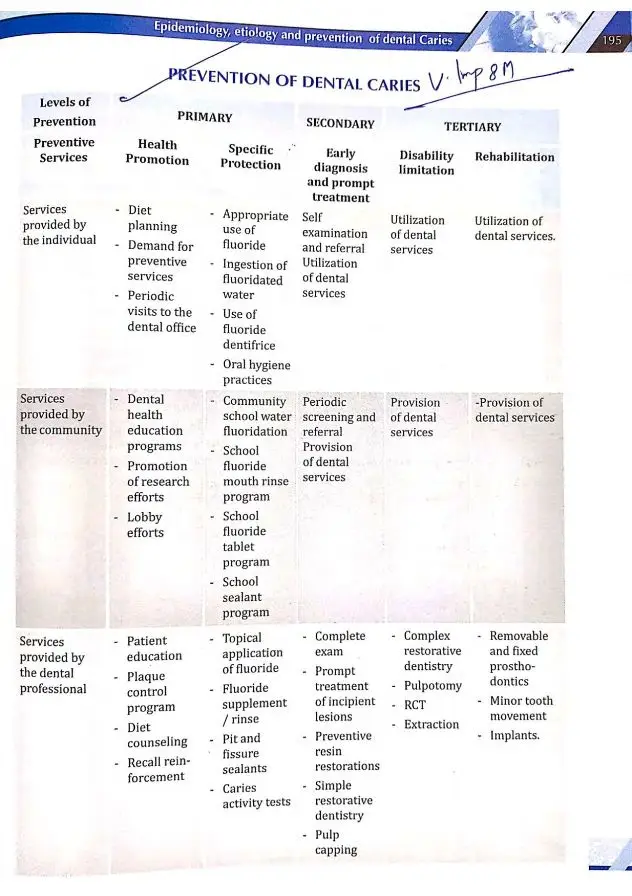 Epidemiology, etiology and prevention of dental Caries
195
PREVENTION OF DENTAL CARIES V. Imp 8M
Levels of
Prevention
PRIMARY
SECONDARY
TERTIARY
Preventive
Services
Health
Promotion
Specific
Protection
Early
diagnosis
and prompt
treatment
Disability
limitation
Rehabilitation
Services
provided by
the individual
- Diet
planning
- Demand for
preventive
services
- Periodic
visits to the
dental office
- Appropriate
use of
fluoride
- Ingestion of
fluoridated
water
- Use of
fluoride
dentifrice
- Oral hygiene
practices
Self
examination
and referral
Utilization
of dental
services
Utilization
of dental
services
Utilization of
dental services.
Services
provided by
the community
- Dental
health
education
programs
- Promotion
of research
efforts
- Lobby
efforts
- Community
school water
fluoridation
- School
fluoride
mouth rinse
program
- School
fluoride
tablet
program
- School
sealant
program
Periodic
screening and
referral
Provision
of dental
services
Provision
of dental
services
-Provision of
dental services
Services
provided by
the dental
professional
- Patient
education
- Plaque
control
program
- Diet
counseling
- Recall rein-
forcement
- Topical
application
of fluoride
- Fluoride
supplement
/ rinse
- Pit and
fissure
sealants
- Caries
activity tests
- Complete
exam
- Prompt
treatment
of incipient
lesions
- Preventive
resin
restorations
- Simple
restorative
dentistry
- Pulp
capping
- Complex
restorative
dentistry
- Pulpotomy
- RCT
- Extraction
- Removable
and fixed
prostho-
dontics
- Minor tooth
movement
- Implants.